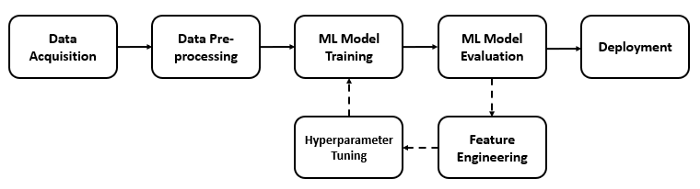 Data
Acquisition
Data Pre-
processing
ML Model
Training
ML Model
Evaluation
Deployment
Hyperparameter
Tuning
Feature
Engineering